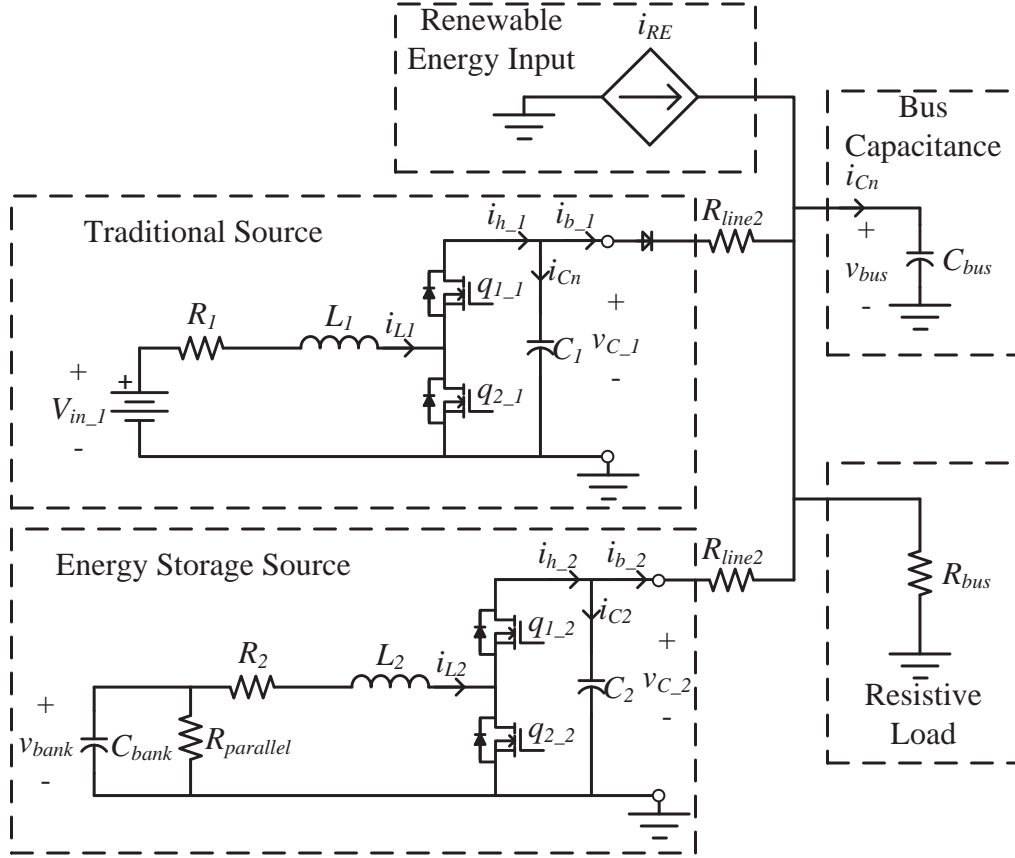 Renewable
Energy Input
i_RE
Bus
Capacitance
i_Cn
+
v_bus
-
C_bus
Traditional Source
i_h_1
i_b_1
R_line2
i_Cn
q_1_1
+
v_C_1
-
C_1
R_1
L_1
i_L1
q_2_1
+
+
V_in_1
-
Energy Storage Source
i_h_2
i_b_2
R_line2
i_C2
q_1_2
+
v_C_2
-
C_2
R_2
L_2
i_L2
q_2_2
+
v_bank
-
C_bank
R_parallel
R_bus
Resistive
Load